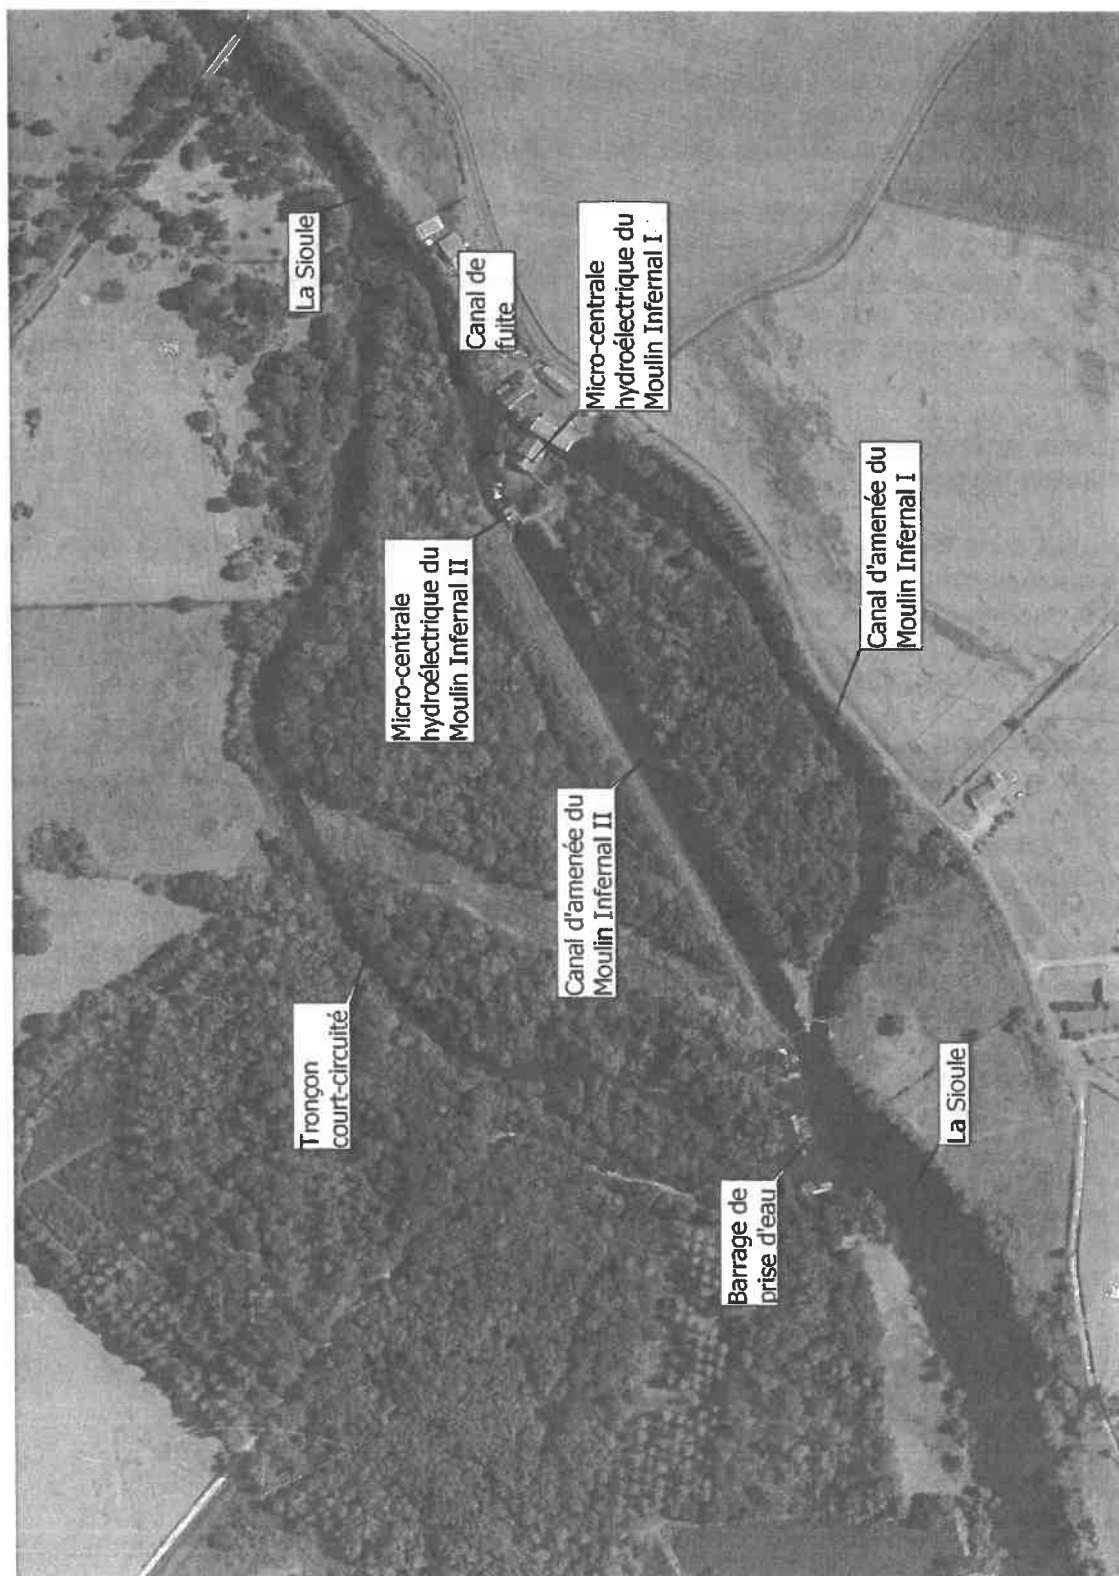 Tronçon
court-circuité
La Sioule
Micro-centrale
hydroélectrique du
Moulin Infernal II
Canal de
fuite
Canal d'amenée du
Moulin Infernal II
Micro-centrale
hydroélectrique du
Moulin Infernal I
Barrage de
prise d'eau
Canal d'amenée du
Moulin Infernal I
La Sioule